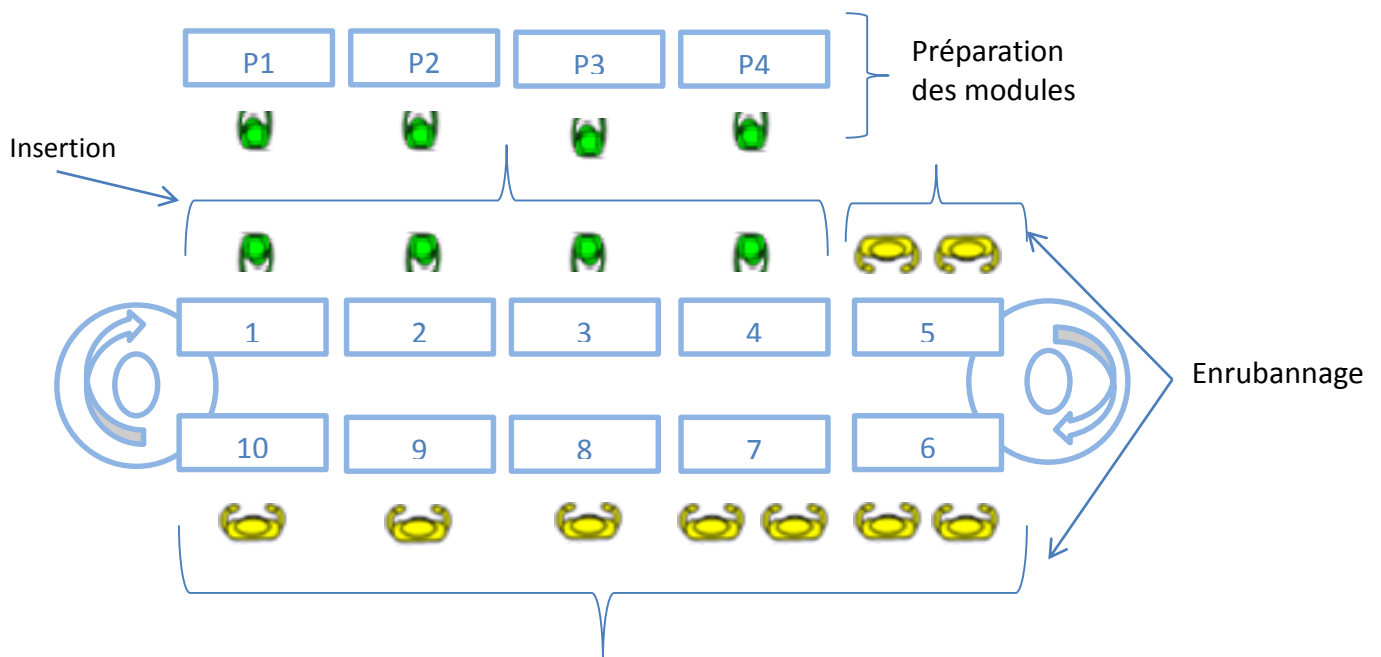 P1 P2 P3 P4
Préparation
des modules
Insertion
1 2 3 4 5
Enrubannage
10 9 8 7 6